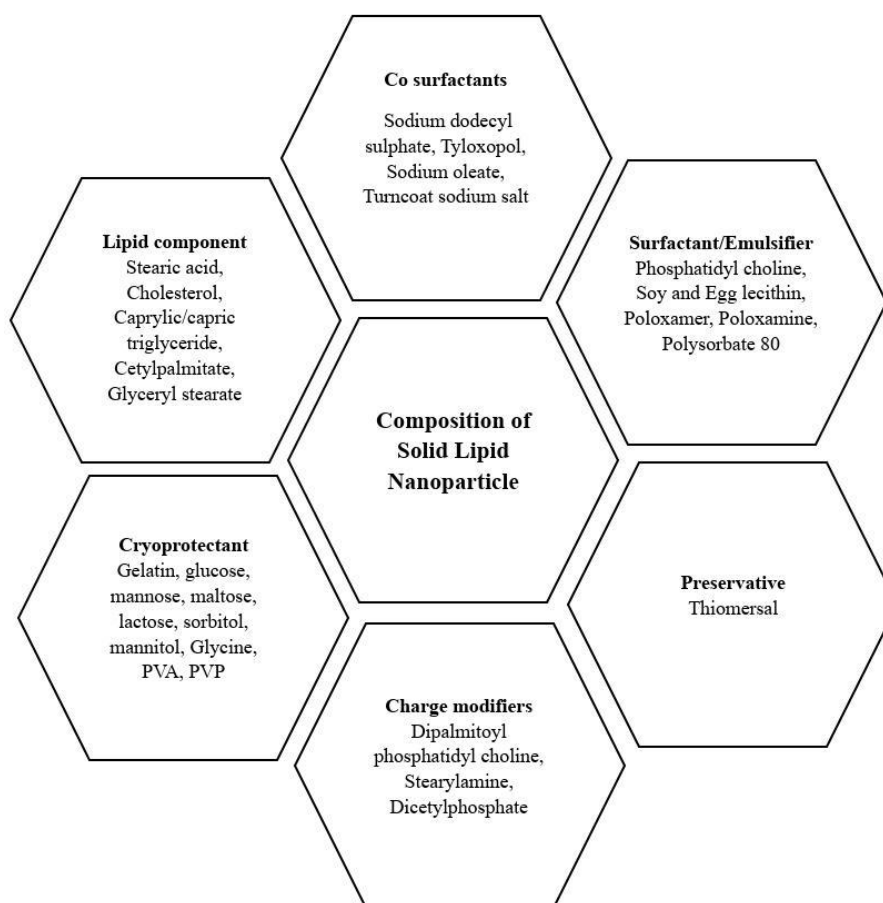 Co surfactants
Sodium dodecyl
sulphate, Tyloxopol,
Sodium oleate,
Turncoat sodium salt
Lipid component
Stearic acid,
Cholesterol,
Caprylic/capric
triglyceride,
Cetylpalmitate,
Glyceryl stearate
Surfactant/Emulsifier
Phosphatidyl choline,
Soy and Egg lecithin,
Poloxamer, Poloxamine,
Polysorbate 80
Composition of
Solid Lipid
Nanoparticle
Cryoprotectant
Gelatin, glucose,
mannose, maltose,
lactose, sorbitol,
mannitol, Glycine,
PVA, PVP
Preservative
Thiomersal
Charge modifiers
Dipalmitoyl
phosphatidyl choline,
Stearylamine,
Dicetylphosphate